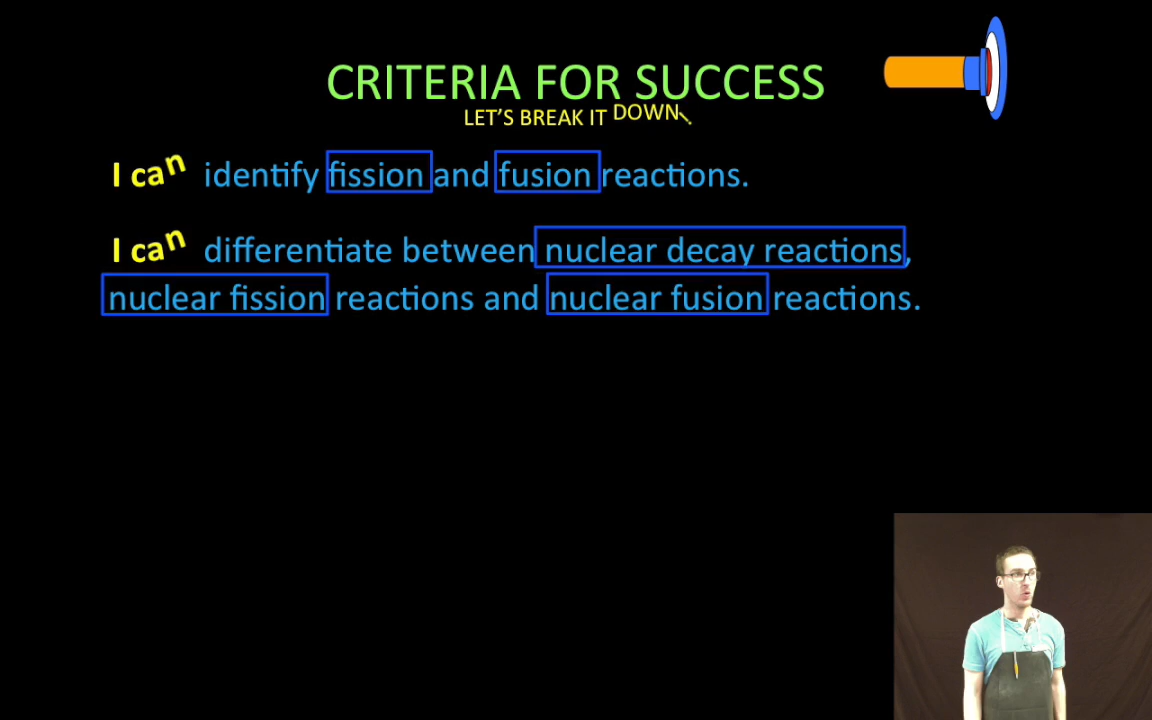 CRITERIA FOR SUCCESS
LET'S BREAK IT DOWN.
I can identify fission and fusion reactions.
I can differentiate between nuclear decay reactions,
nuclear fission reactions and nuclear fusion reactions.